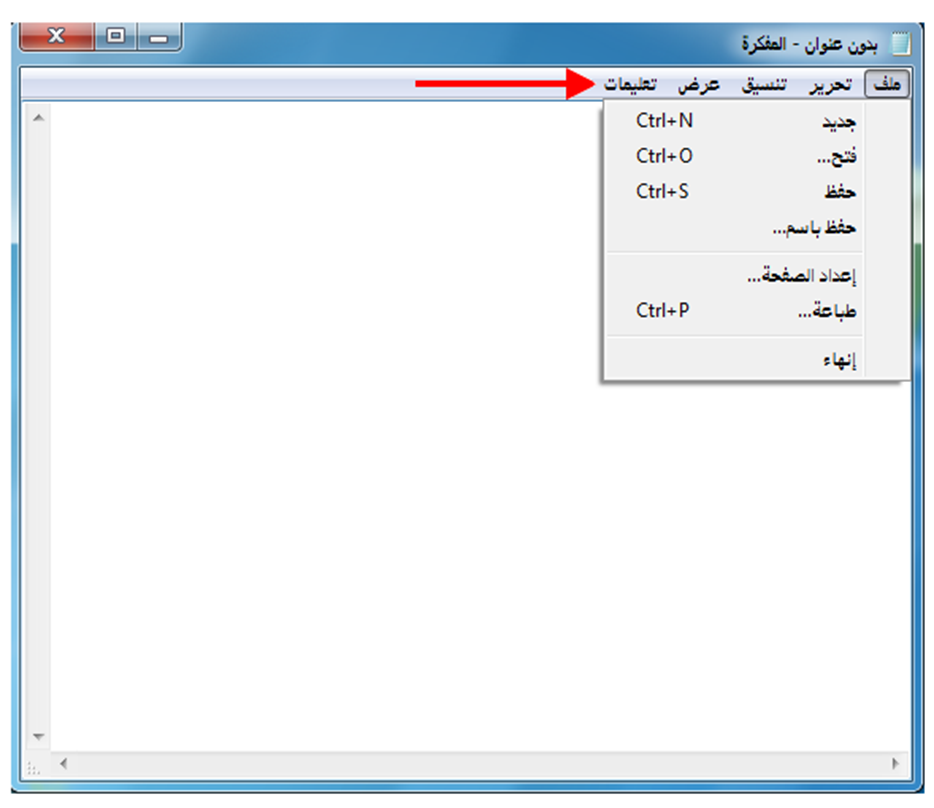 بدون عنوان - المفكرة
ملف تحرير تنسيق عرض تعليمات
جديد Ctrl+N
فتح... Ctrl+O
حفظ Ctrl+S
حفظ باسم...
إعداد الصفحة...
طباعة... Ctrl+P
إنهاء